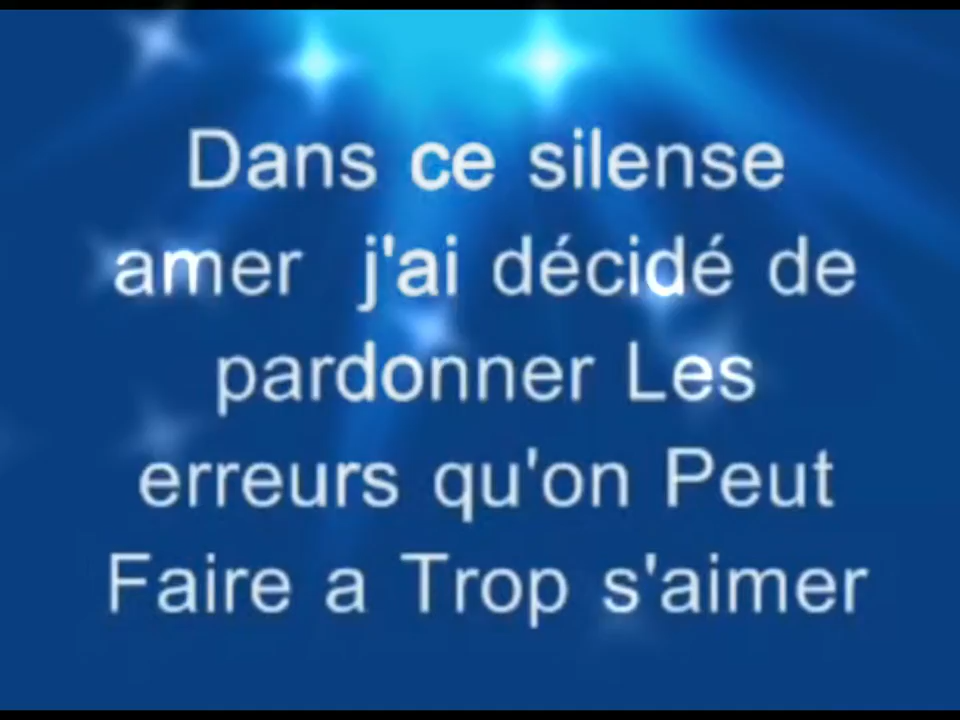 Dans ce silense
amer j'ai décidé de
pardonner Les
erreurs qu'on Peut
Faire a Trop s'aimer